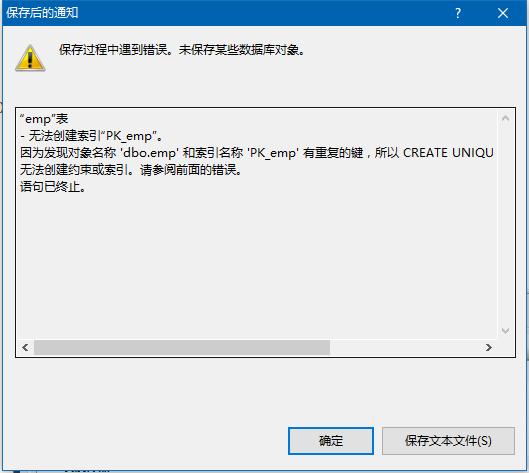 保存后的通知
?
保存过程中遇到错误。未保存某些数据库对象。
“emp”表
- 无法创建索引“PK_emp”。
因为发现对象名称 'dbo.emp' 和索引名称 'PK_emp' 有重复的键，所以 CREATE UNIQU
无法创建约束或索引。请参阅前面的错误。
语句已终止。
确定
保存文本文件(S)